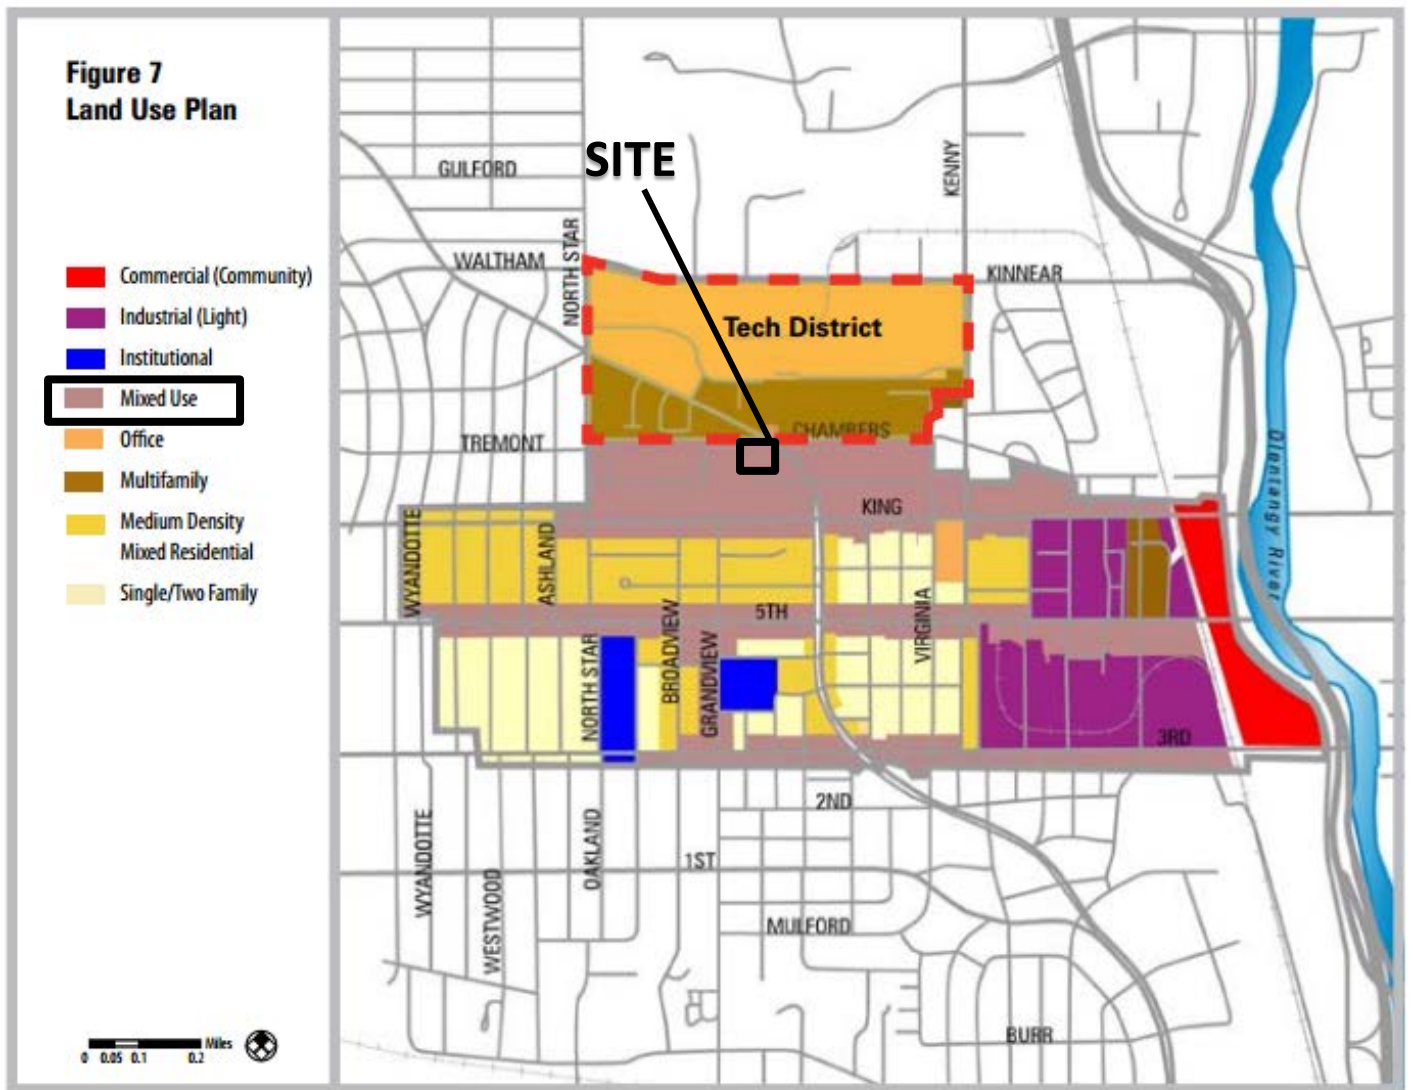 Figure 7
Land Use Plan
Commercial (Community)
Industrial (Light)
Institutional
Mixed Use
Office
Multifamily
Medium Density
Mixed Residential
Single/Two Family
0 0.05 0.1 0.2 Miles
SITE
GULFORD
KENNY
NORTH STAR
WALTHAM
KINNEAR
Tech District
TREMONT
CHAMBERS
Olentangy River
KING
WYANDOTTE
ASHLAND
5TH
VIRGINIA
BROADVIEW
NORTH STAR
GRANDVIEW
3RD
2ND
WYANDOTTE
OAKLAND
1ST
WESTWOOD
MULFORD
BURR